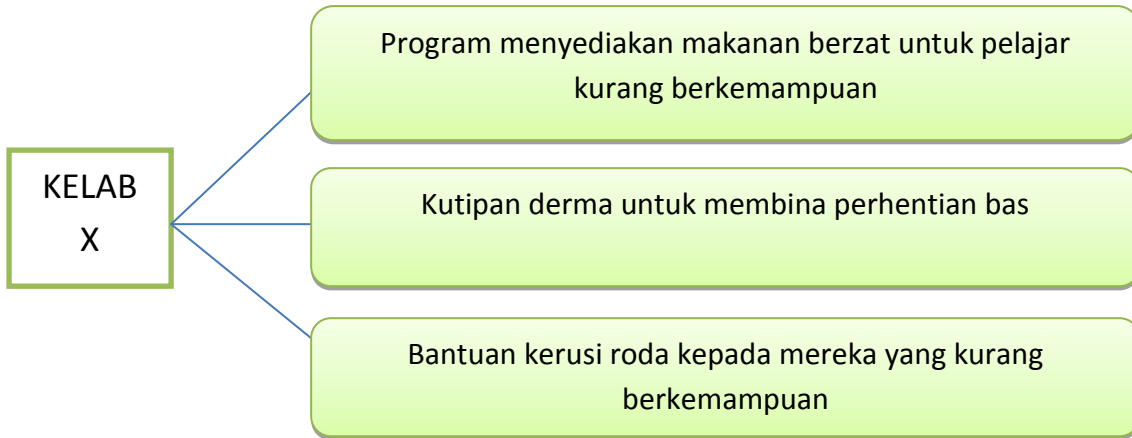 Program menyediakan makanan berzat untuk pelajar
kurang berkemampuan
KELAB
X
Kutipan derma untuk membina perhentian bas
Bantuan kerusi roda kepada mereka yang kurang
berkemampuan